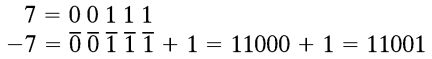 7 = 0 0 1 1 1
−7 = 0̅ 0̅ 1̅ 1̅ 1̅ + 1 = 11000 + 1 = 11001